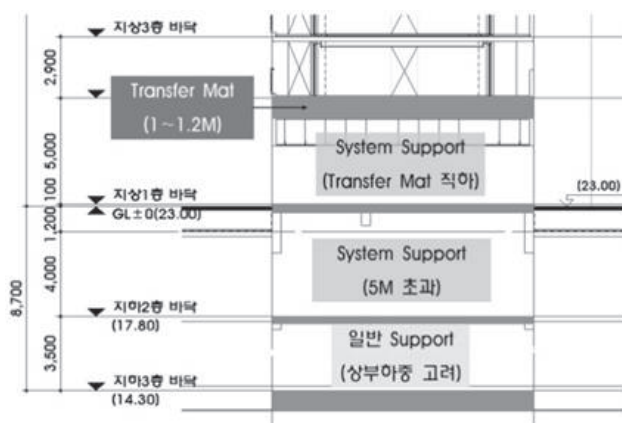 지상3층 바닥
2,900
Transfer Mat
(1~1.2M)
5,000
System Support
(Transfer Mat 직하)
100
지상1층 바닥
GL±0(23.00)
(23.00)
1,200
System Support
(5M 초과)
4,000
8,700
지하2층 바닥
(17.80)
일반 Support
(상부하중 고려)
3,500
지하3층 바닥
(14.30)